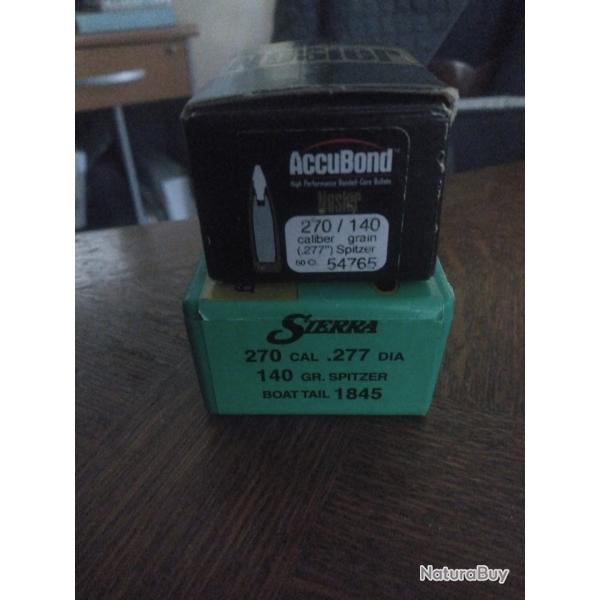 AccuBond™
High Performance Bonded-Core Bullets
Nosler
270 / 140
caliber grain
(.277") Spitzer
50 Ct. 54765
SIERRA
270 CAL .277 DIA
140 GR. SPITZER
BOAT TAIL 1845
NaturaBuy